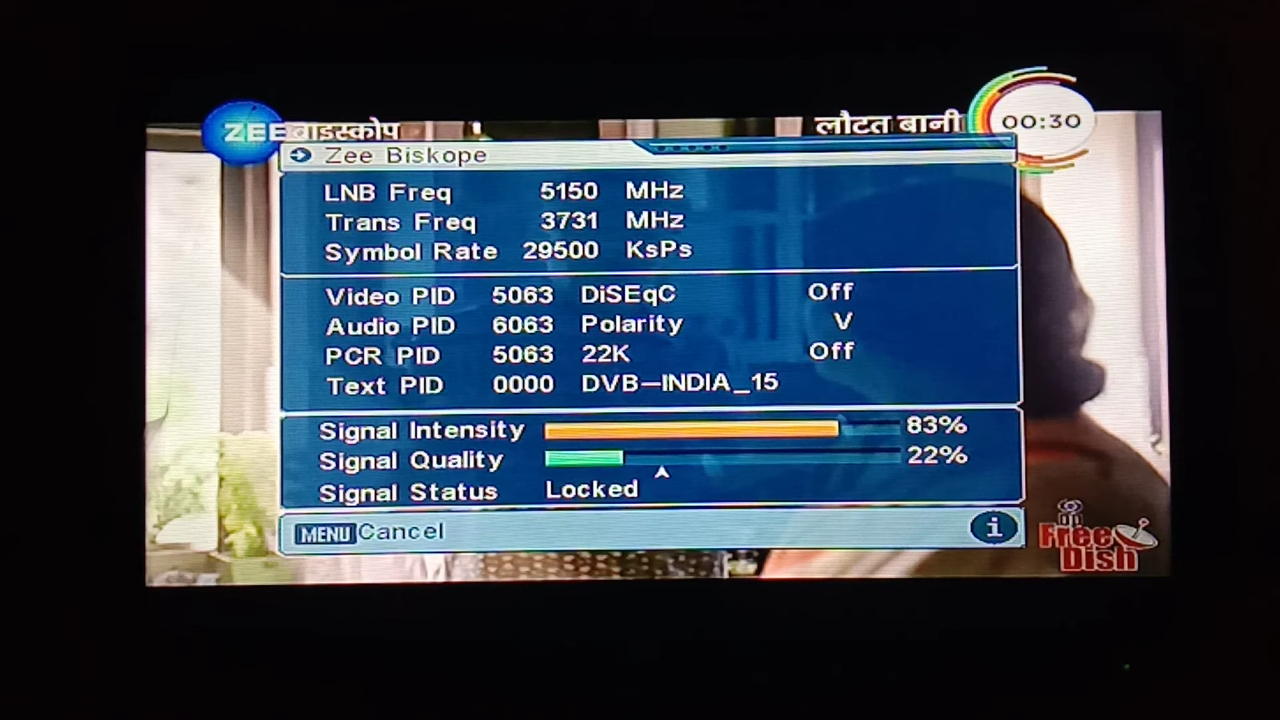 ZEE बाइस्कोप
लौटत बानी 00:30
Zee Biskope
LNB Freq 5150 MHz
Trans Freq 3731 MHz
Symbol Rate 29500 KsPs
Video PID 5063 DiSEqC Off
Audio PID 6063 Polarity V
PCR PID 5063 22K Off
Text PID 0000 DVB–INDIA_15
Signal Intensity 83%
Signal Quality 22%
Signal Status Locked
MENU Cancel i
Free
Dish